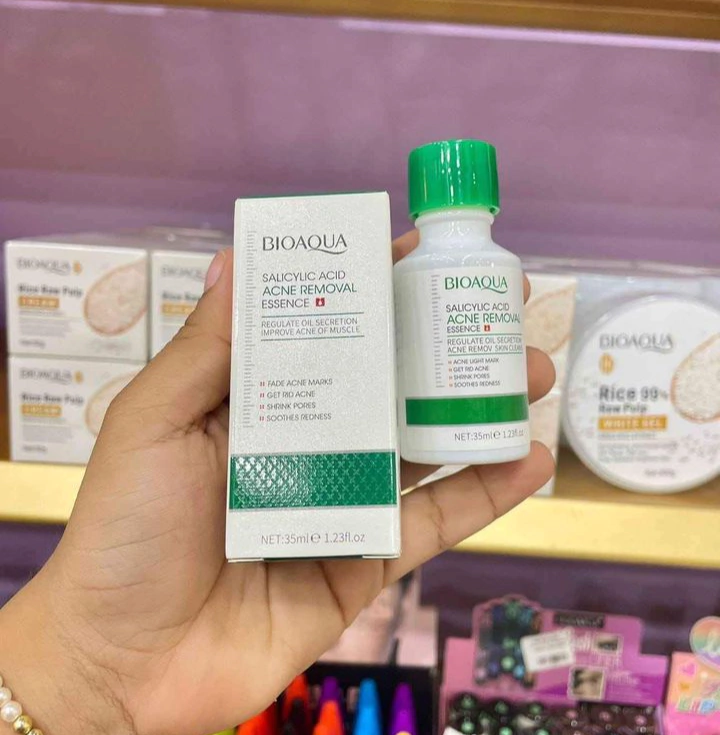 BIOAQUA
SALICYLIC ACID
ACNE REMOVAL
ESSENCE
REGULATE OIL SECRETION
IMPROVE ACNE OF MUSCLE
FADE ACNE MARKS
GET RID ACNE
SHRINK PORES
SOOTHES REDNESS
NET:35ml℮ 1.23fl.oz
BIOAQUA
SALICYLIC ACID
ACNE REMOVAL
ESSENCE
REGULATE OIL SECRETION
ACNE REMOV SKIN
ACNE LIGHT MARK
GET RID ACNE
SHRINK PORES
SOOTHES REDNESS
NET:35ml℮ 1.23fl
BIOAQUA
Rice Raw Pulp
CREAM
BIOAQUA
Rice Raw
BIOAQUA
Rice Raw Pulp
CREAM
BIOAQUA
Rice 99%
Raw Pulp
WHITE GEL